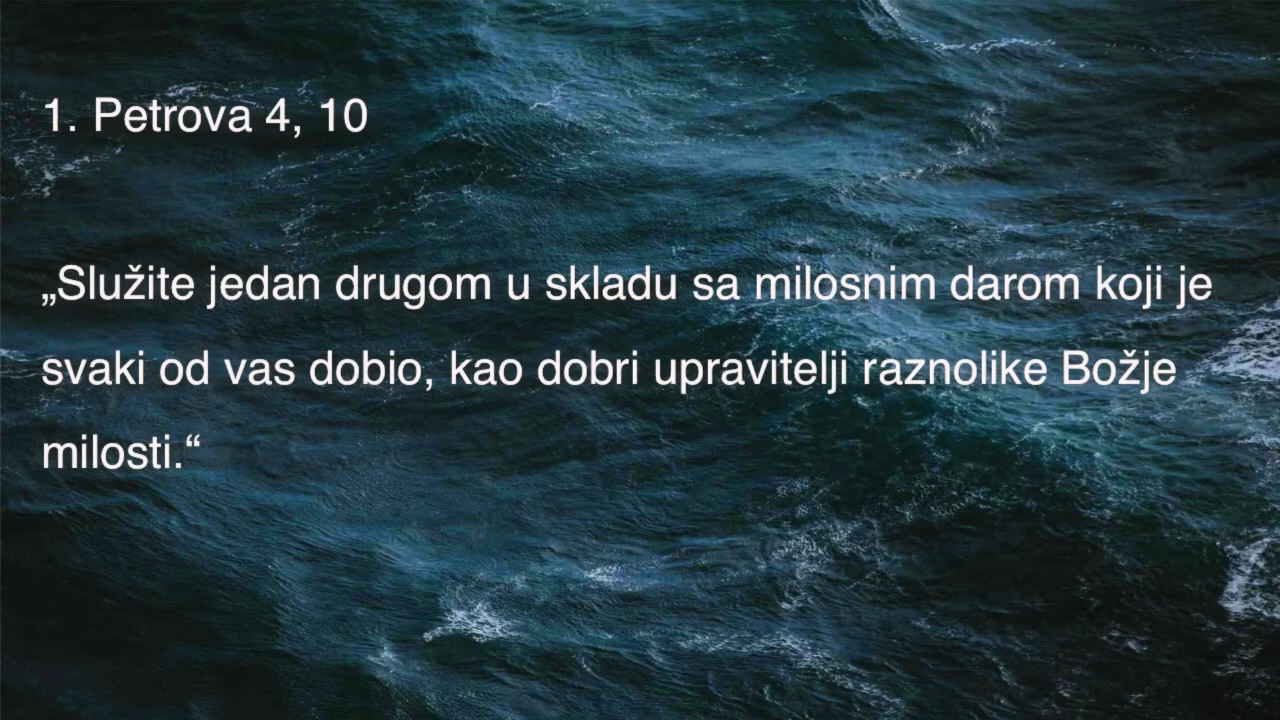 1. Petrova 4, 10
„Služite jedan drugom u skladu sa milosnim darom koji je
svaki od vas dobio, kao dobri upravitelji raznolike Božje
milosti.“